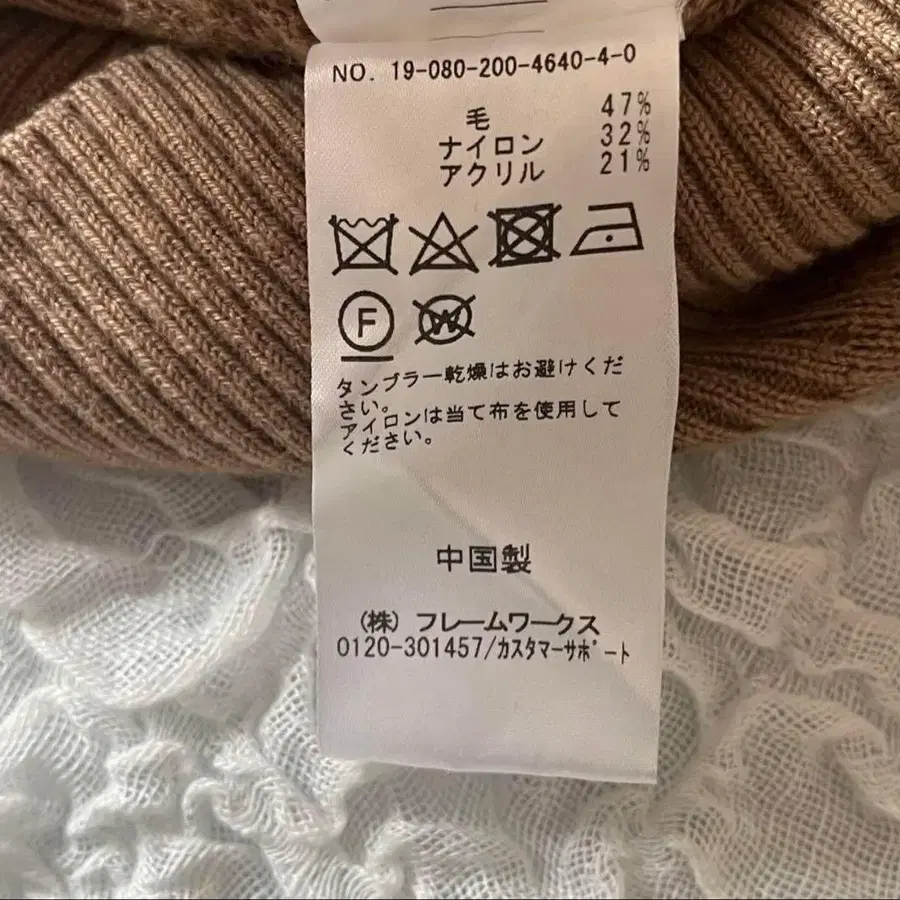 NO. 19-080-200-4640-4-0
毛 47%
ナイロン 32%
アクリル 21%
F
W
タンブラー乾燥はお避けくだ
さい。
アイロンは当て布を使用して
ください。
中国製
(株) フレームワークス
0120-301457/カスタマーサポート